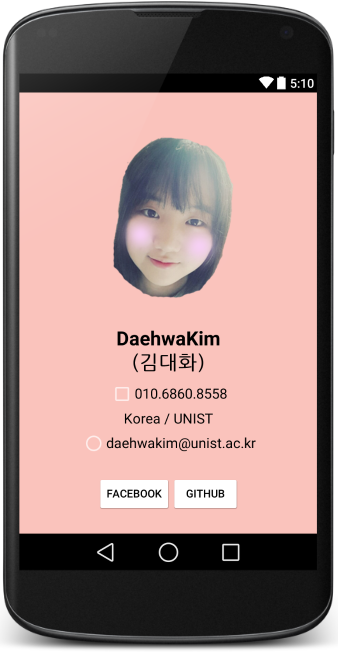 5:10
DaehwaKim
(김대화)
010.6860.8558
Korea / UNIST
daehwakim@unist.ac.kr
FACEBOOK GITHUB